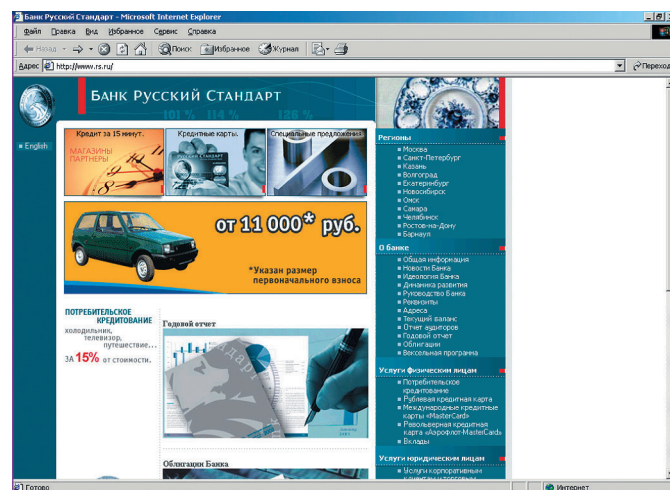 Банк Русский Стандарт - Microsoft Internet Explorer
Файл Правка Вид Избранное Сервис Справка
Назад Поиск Избранное Журнал
Адрес http://www.rs.ru/ Переход
БАНК РУССКИЙ СТАНДАРТ
101 % 114 % 126 %
English
Кредит за 15 минут.
МАГАЗИНЫ
ПАРТНЕРЫ
Кредитные карты.
Специальные предложения
от 11 000* руб.
*Указан размер
первоначального взноса
ПОТРЕБИТЕЛЬСКОЕ
КРЕДИТОВАНИЕ
холодильник,
телевизор,
путешествие...
ЗА 15% от стоимости.
Годовой отчет
Облигации Банка
Регионы
Москва
Санкт-Петербург
Казань
Волгоград
Екатеринбург
Новосибирск
Омск
Самара
Челябинск
Ростов-на-Дону
Барнаул
О банке
Общая информация
Новости Банка
Идеология Банка
Динамика развития
Руководство Банка
Реквизиты
Адреса
Текущий баланс
Отчет аудиторов
Годовой отчет
Облигации
Вексельная программа
Услуги физическим лицам
Потребительское
кредитование
Рублевая кредитная карта
Международные кредитные
карты «MasterCard»
Револьверная кредитная
карта «Аэрофлот-MasterCard»
Вклады
Услуги юридическим лицам
Услуги корпоративным
клиентам и торговым
Готово Интернет